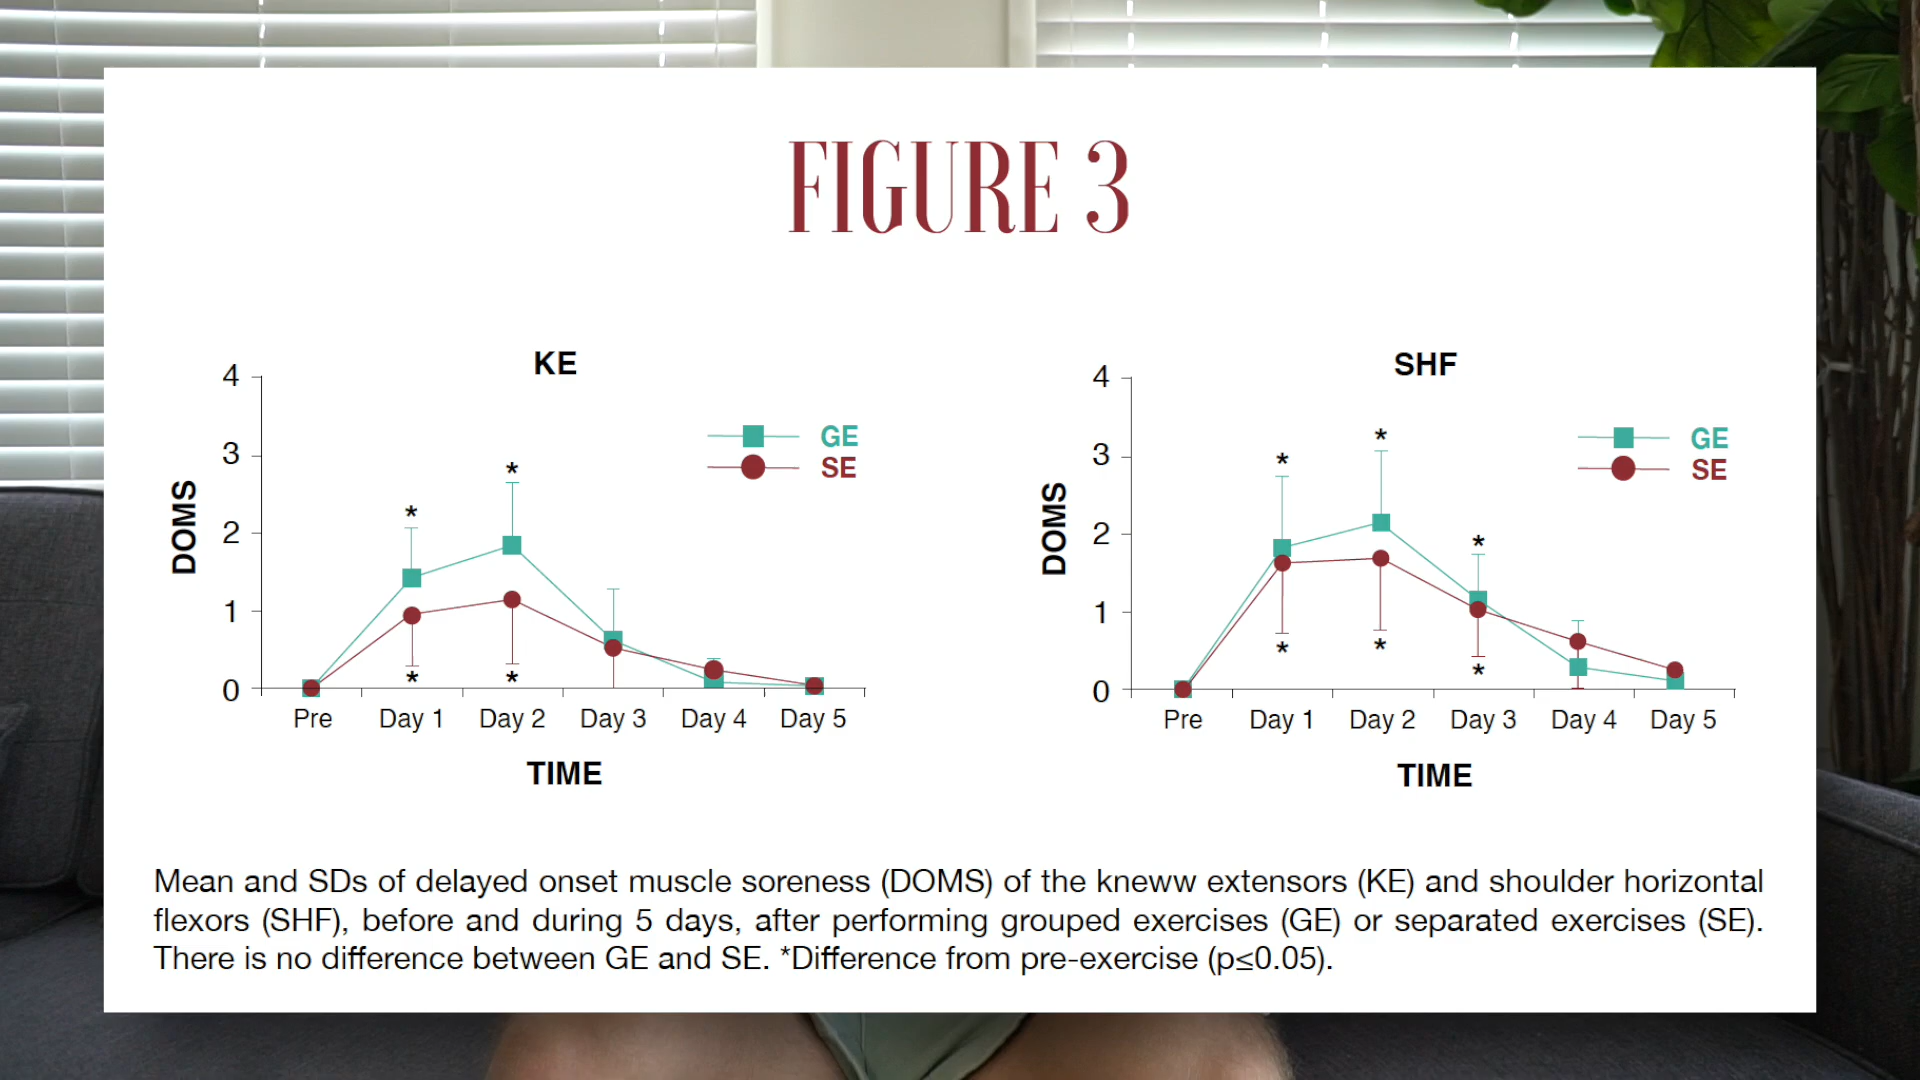 FIGURE 3
KE
4
3
2
1
0
DOMS
GE
SE
*
*
*
*
Pre Day 1 Day 2 Day 3 Day 4 Day 5
TIME
SHF
4
3
2
1
0
DOMS
GE
SE
*
*
*
*
*
*
Pre Day 1 Day 2 Day 3 Day 4 Day 5
TIME
Mean and SDs of delayed onset muscle soreness (DOMS) of the kneww extensors (KE) and shoulder horizontal
flexors (SHF), before and during 5 days, after performing grouped exercises (GE) or separated exercises (SE).
There is no difference between GE and SE. *Difference from pre-exercise (p≤0.05).